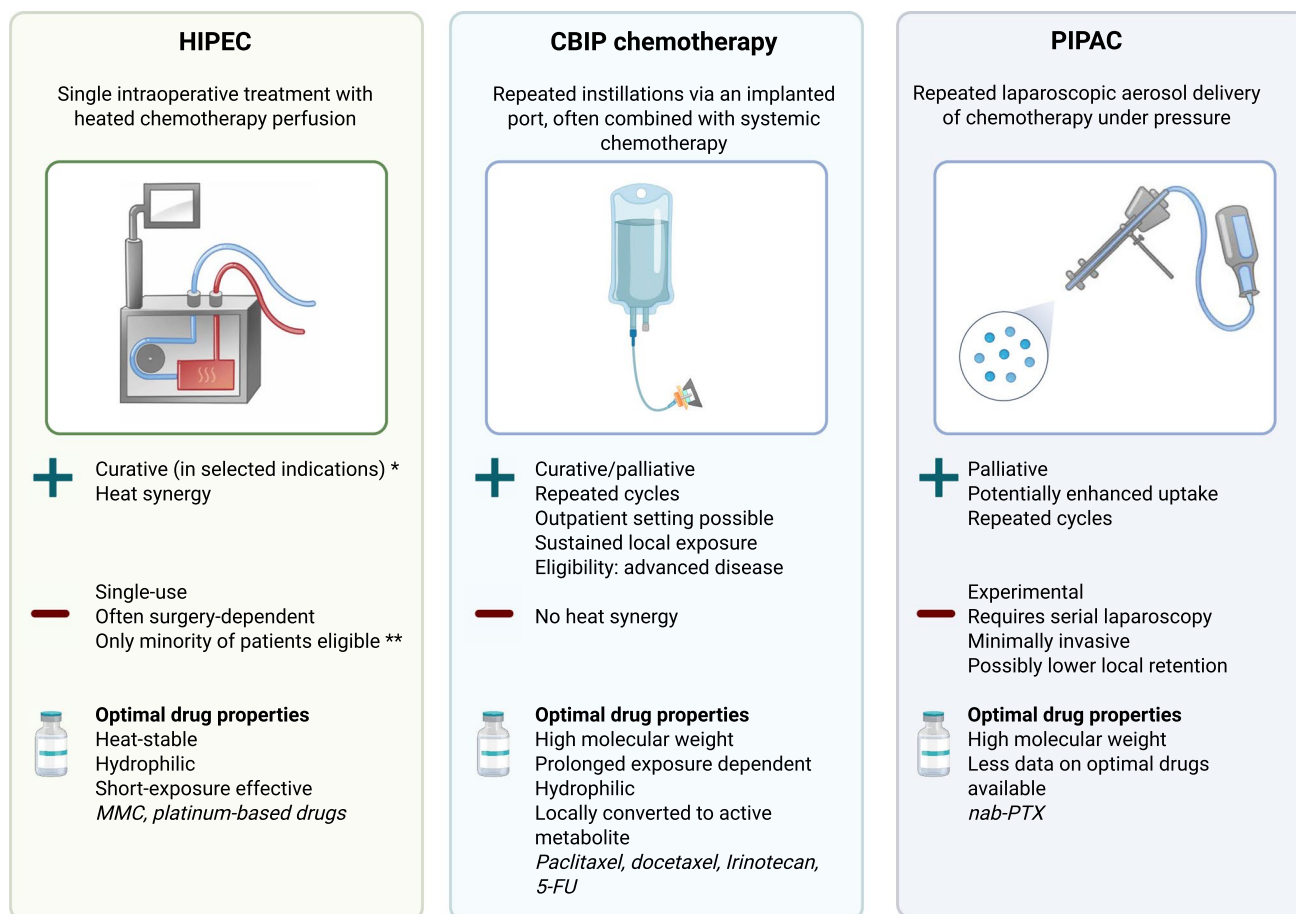 HIPEC
Single intraoperative treatment with
heated chemotherapy perfusion
Curative (in selected indications) *
Heat synergy
Single-use
Often surgery-dependent
Only minority of patients eligible **
Optimal drug properties
Heat-stable
Hydrophilic
Short-exposure effective
MMC, platinum-based drugs
CBIP chemotherapy
Repeated instillations via an implanted
port, often combined with systemic
chemotherapy
Curative/palliative
Repeated cycles
Outpatient setting possible
Sustained local exposure
Eligibility: advanced disease
No heat synergy
Optimal drug properties
High molecular weight
Prolonged exposure dependent
Hydrophilic
Locally converted to active
metabolite
Paclitaxel, docetaxel, Irinotecan,
5-FU
PIPAC
Repeated laparoscopic aerosol delivery
of chemotherapy under pressure
Palliative
Potentially enhanced uptake
Repeated cycles
Experimental
Requires serial laparoscopy
Minimally invasive
Possibly lower local retention
Optimal drug properties
High molecular weight
Less data on optimal drugs
available
nab-PTX